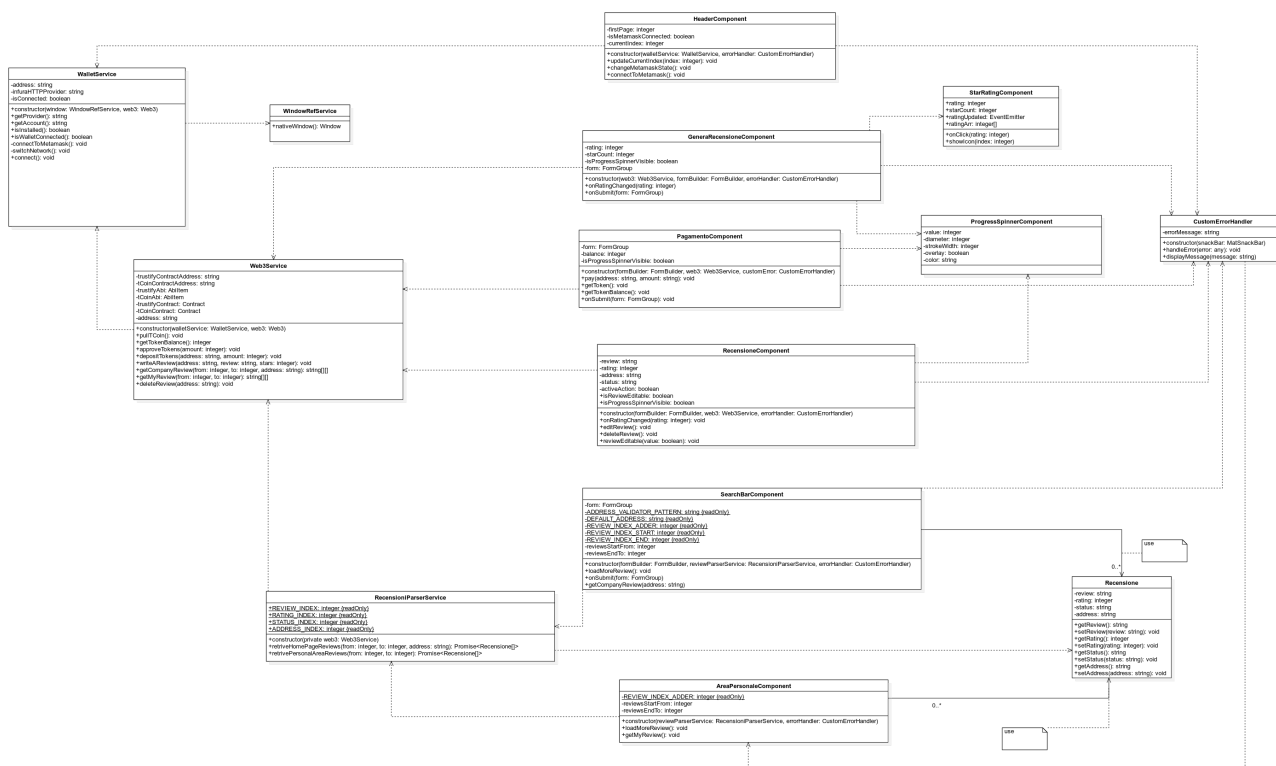 HeaderComponent
-firstPage: integer
-isMetamaskConnected: boolean
-currentIndex: integer
+constructor(walletService: WalletService, errorHandler: CustomErrorHandler)
+updateCurrentIndex(index: integer): void
+changeMetamaskState(): void
+connectToMetamask(): void
WalletService
-address: string
-infuraHTTPProvider: string
-isConnected: boolean
+constructor(window: WindowRefService, web3: Web3)
+getProvider(): string
+getAccount(): string
+isInstalled(): boolean
+isWalletConnected(): boolean
-connectToMetamask(): void
-switchNetwork(): void
+connect(): void
WindowRefService
+nativeWindow(): Window
StarRatingComponent
+rating: integer
+starCount: integer
+ratingUpdated: EventEmitter
+ratingArr: integer[]
+onClick(rating: integer)
+showIcon(index: integer)
GeneraRecensioneComponent
-rating: integer
-starCount: integer
-isProgressSpinnerVisible: boolean
-form: FormGroup
+constructor(web3: Web3Service, formBuilder: FormBuilder, errorHandler: CustomErrorHandler)
+onRatingChanged(rating: integer)
+onSubmit(form: FormGroup)
ProgressSpinnerComponent
-value: integer
-diameter: integer
-strokeWidth: integer
-overlay: boolean
-color: string
CustomErrorHandler
-errorMessage: string
+constructor(snackBar: MatSnackBar)
+handleError(error: any): void
+displayMessage(message: string)
PagamentoComponent
-form: FormGroup
-balance: integer
-isProgressSpinnerVisible: boolean
+constructor(formBuilder: FormBuilder, web3: Web3Service, customError: CustomErrorHandler)
+pay(address: string, amount: string): void
+getToken(): void
+getTokenBalance(): void
+onSubmit(form: FormGroup): void
Web3Service
-trustifyContractAddress: string
-tCoinContractAddress: string
-trustifyAbi: AbiItem
-tCoinAbi: AbiItem
-trustifyContract: Contract
-tCoinContract: Contract
-address: string
+constructor(walletService: WalletService, web3: Web3)
+pullTCoin(): void
+getTokenBalance(): integer
+approveTokens(amount: integer): void
+depositTokens(address: string, amount: integer): void
+writeAReview(address: string, review: string, stars: integer): void
+getCompanyReview(from: integer, to: integer, address: string): string[][]
+getMyReview(from: integer, to: integer): string[][]
+deleteReview(address: string): void
RecensioneComponent
-review: string
-rating: integer
-address: string
-status: string
-activeAction: boolean
+isReviewEditable: boolean
+isProgressSpinnerVisible: boolean
+constructor(formBuilder: FormBuilder, web3: Web3Service, errorHandler: CustomErrorHandler)
+onRatingChanged(rating: integer): void
+editReview(): void
+deleteReview(): void
+reviewEditable(value: boolean): void
SearchBarComponent
-form: FormGroup
-ADDRESS_VALIDATOR_PATTERN: string {readOnly}
-DEFAULT_ADDRESS: string {readOnly}
-REVIEW_INDEX_ADDER: integer {readOnly}
-REVIEW_INDEX_START: integer {readOnly}
-REVIEW_INDEX_END: integer {readOnly}
-reviewsStartFrom: integer
-reviewsEndTo: integer
+constructor(formBuilder: FormBuilder, reviewParserService: RecensioniParserService, errorHandler: CustomErrorHandler)
+loadMoreReview(): void
+onSubmit(form: FormGroup)
+getCompanyReview(address: string)
use
0..*
Recensione
-review: string
-rating: integer
-status: string
-address: string
+getReview(): string
+setReview(review: string): void
+getRating(): integer
+setRating(rating: integer): void
+getStatus(): string
+setStatus(status: string): void
+getAddress(): string
+setAddress(address: string): void
RecensioniParserService
+REVIEW_INDEX: integer {readOnly}
+RATING_INDEX: integer {readOnly}
+STATUS_INDEX: integer {readOnly}
+ADDRESS_INDEX: integer {readOnly}
+constructor(private web3: Web3Service)
+retriveHomePageReviews(from: integer, to: integer, address: string): Promise<Recensione[]>
+retrivePersonalAreaReviews(from: integer, to: integer): Promise<Recensione[]>
AreaPersonaleComponent
-REVIEW_INDEX_ADDER: integer {readOnly}
-reviewsStartFrom: integer
-reviewsEndTo: integer
+constructor(reviewParserService: RecensioniParserService, errorHandler: CustomErrorHandler)
+loadMoreReview(): void
+getMyReview(): void
0..*
use